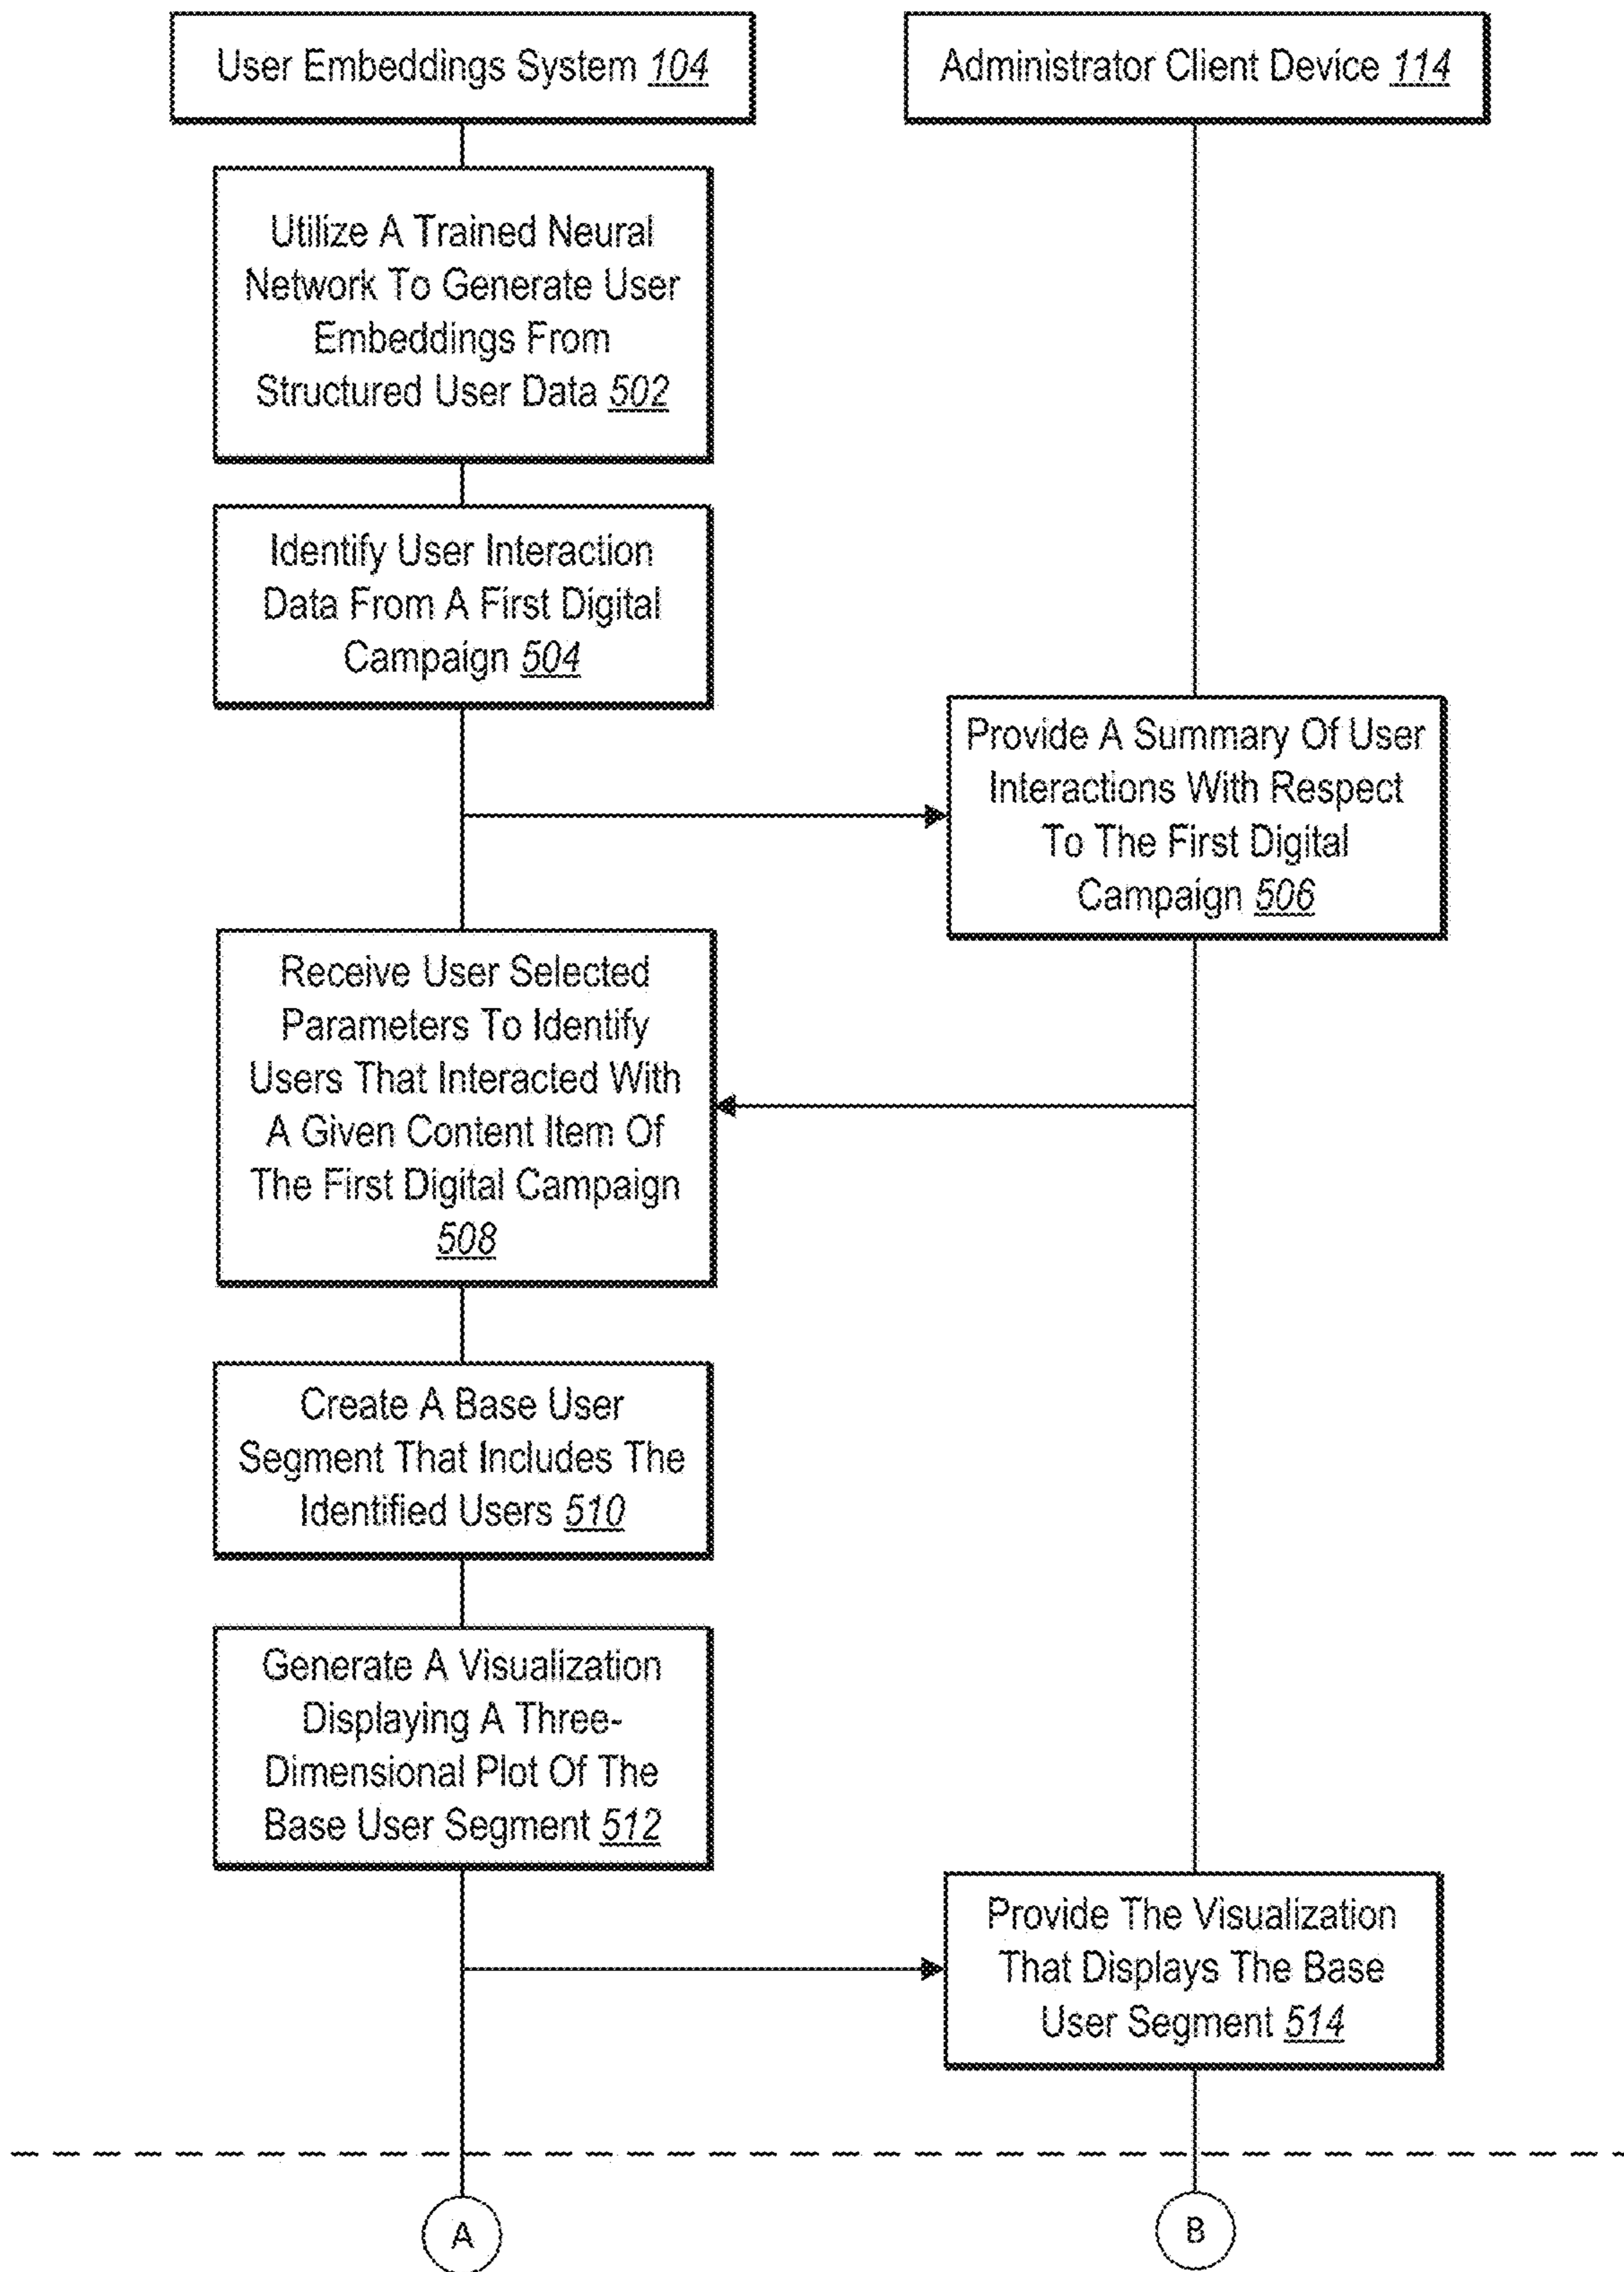 User Embeddings System 104
Administrator Client Device 114
Utilize A Trained Neural
Network To Generate User
Embeddings From
Structured User Data 502
Identify User Interaction
Data From A First Digital
Campaign 504
Provide A Summary Of User
Interactions With Respect
To The First Digital
Campaign 506
Receive User Selected
Parameters To Identify
Users That Interacted With
A Given Content Item Of
The First Digital Campaign
508
Create A Base User
Segment That Includes The
Identified Users 510
Generate A Visualization
Displaying A Three-
Dimensional Plot Of The
Base User Segment 512
Provide The Visualization
That Displays The Base
User Segment 514
A
B